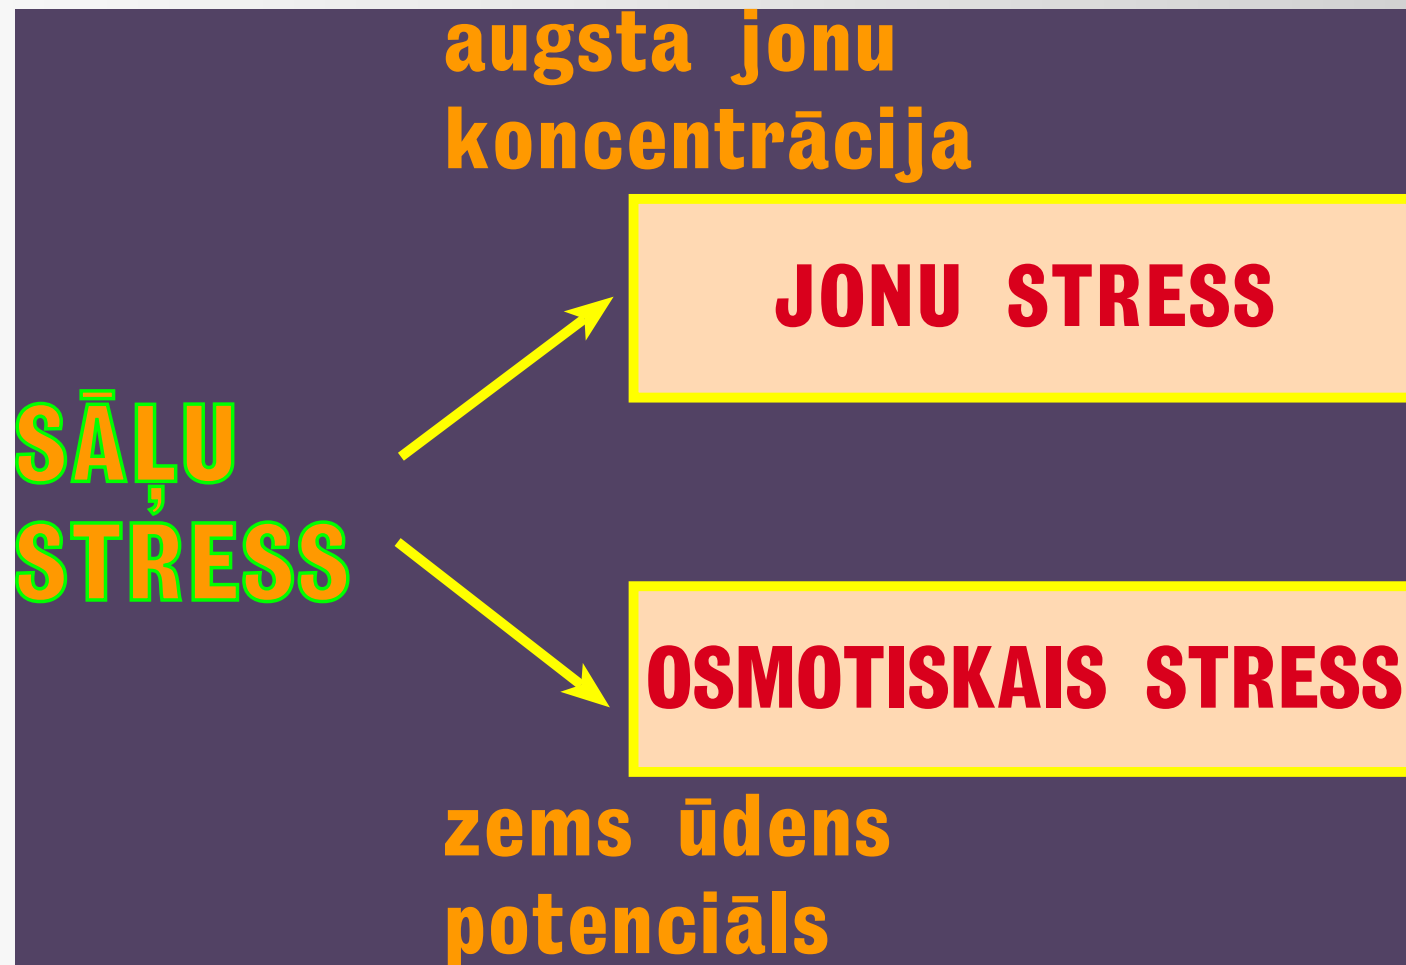 augsta jonu
koncentrācija
JONU STRESS
SĀĻU
STRESS
OSMOTISKAIS STRESS
zems ūdens
potenciāls